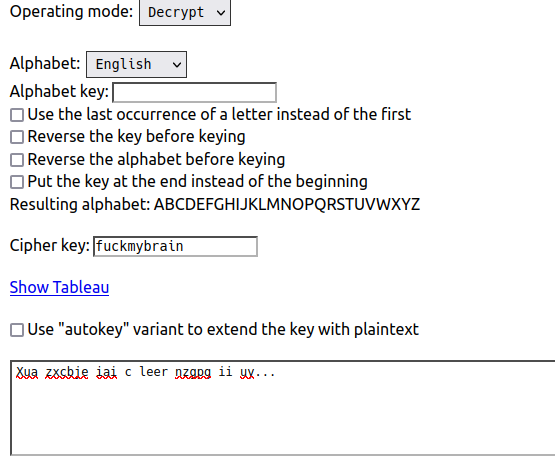 Operating mode: Decrypt
Alphabet: English
Alphabet key:
Use the last occurrence of a letter instead of the first
Reverse the key before keying
Reverse the alphabet before keying
Put the key at the end instead of the beginning
Resulting alphabet: ABCDEFGHIJKLMNOPQRSTUVWXYZ
Cipher key: fuckmybrain
Show Tableau
Use "autokey" variant to extend the key with plaintext
Xua zxcbje iai c leer nzgpg ii uy...